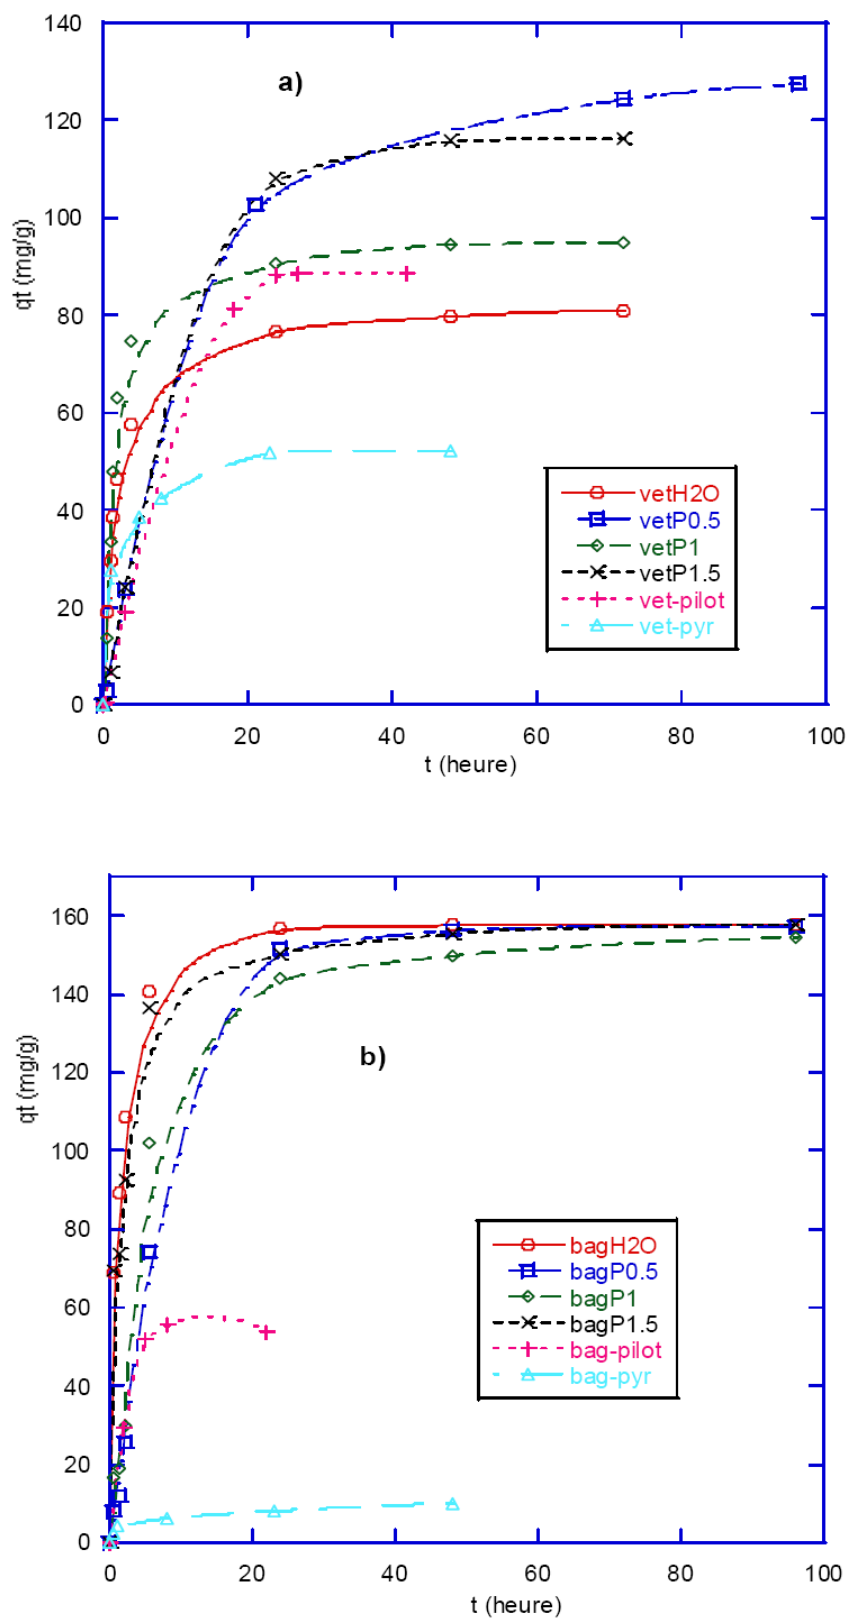 140
120
100
80
60
40
20
0
qt (mg/g)
a)
vetH2O
vetP0.5
vetP1
vetP1.5
vet-pilot
vet-pyr
0 20 40 60 80 100
t (heure)
160
140
120
100
80
60
40
20
0
qt (mg/g)
b)
bagH2O
bagP0.5
bagP1
bagP1.5
bag-pilot
bag-pyr
0 20 40 60 80 100
t (heure)